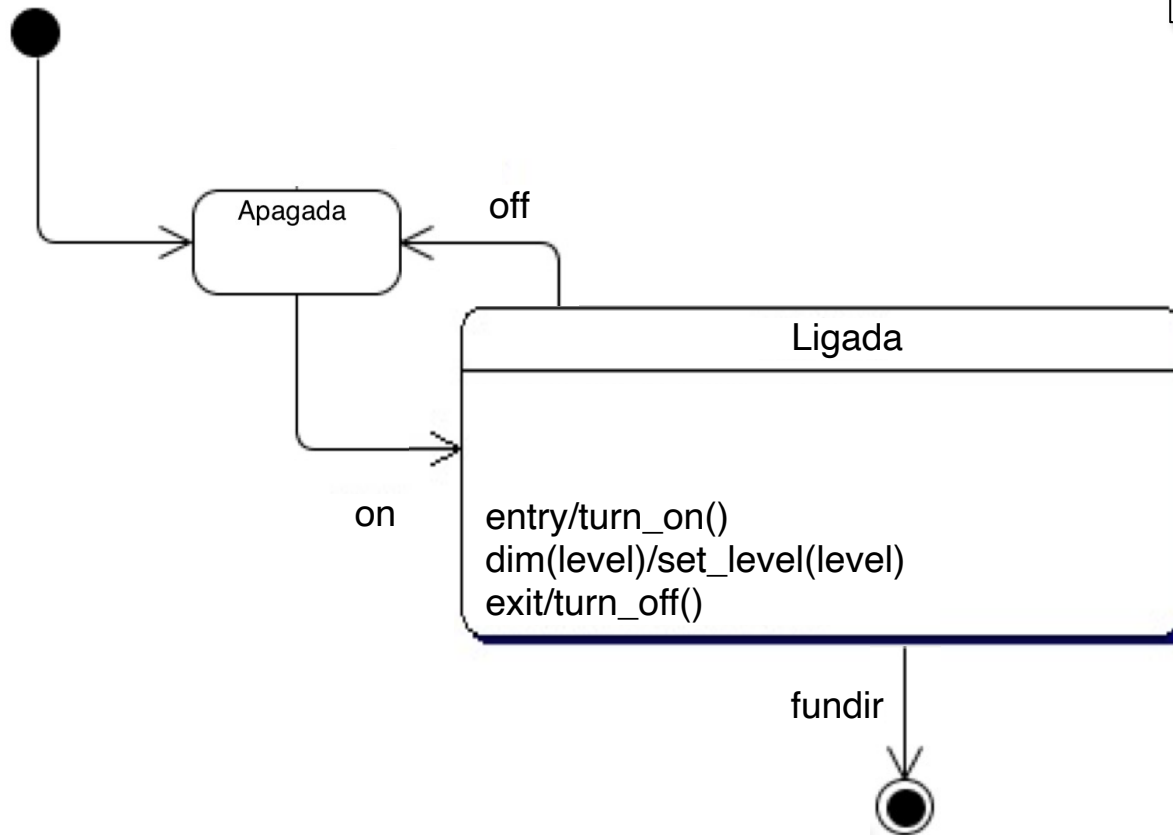 Apagada
off
Ligada
on
entry/turn_on()
dim(level)/set_level(level)
exit/turn_off()
fundir